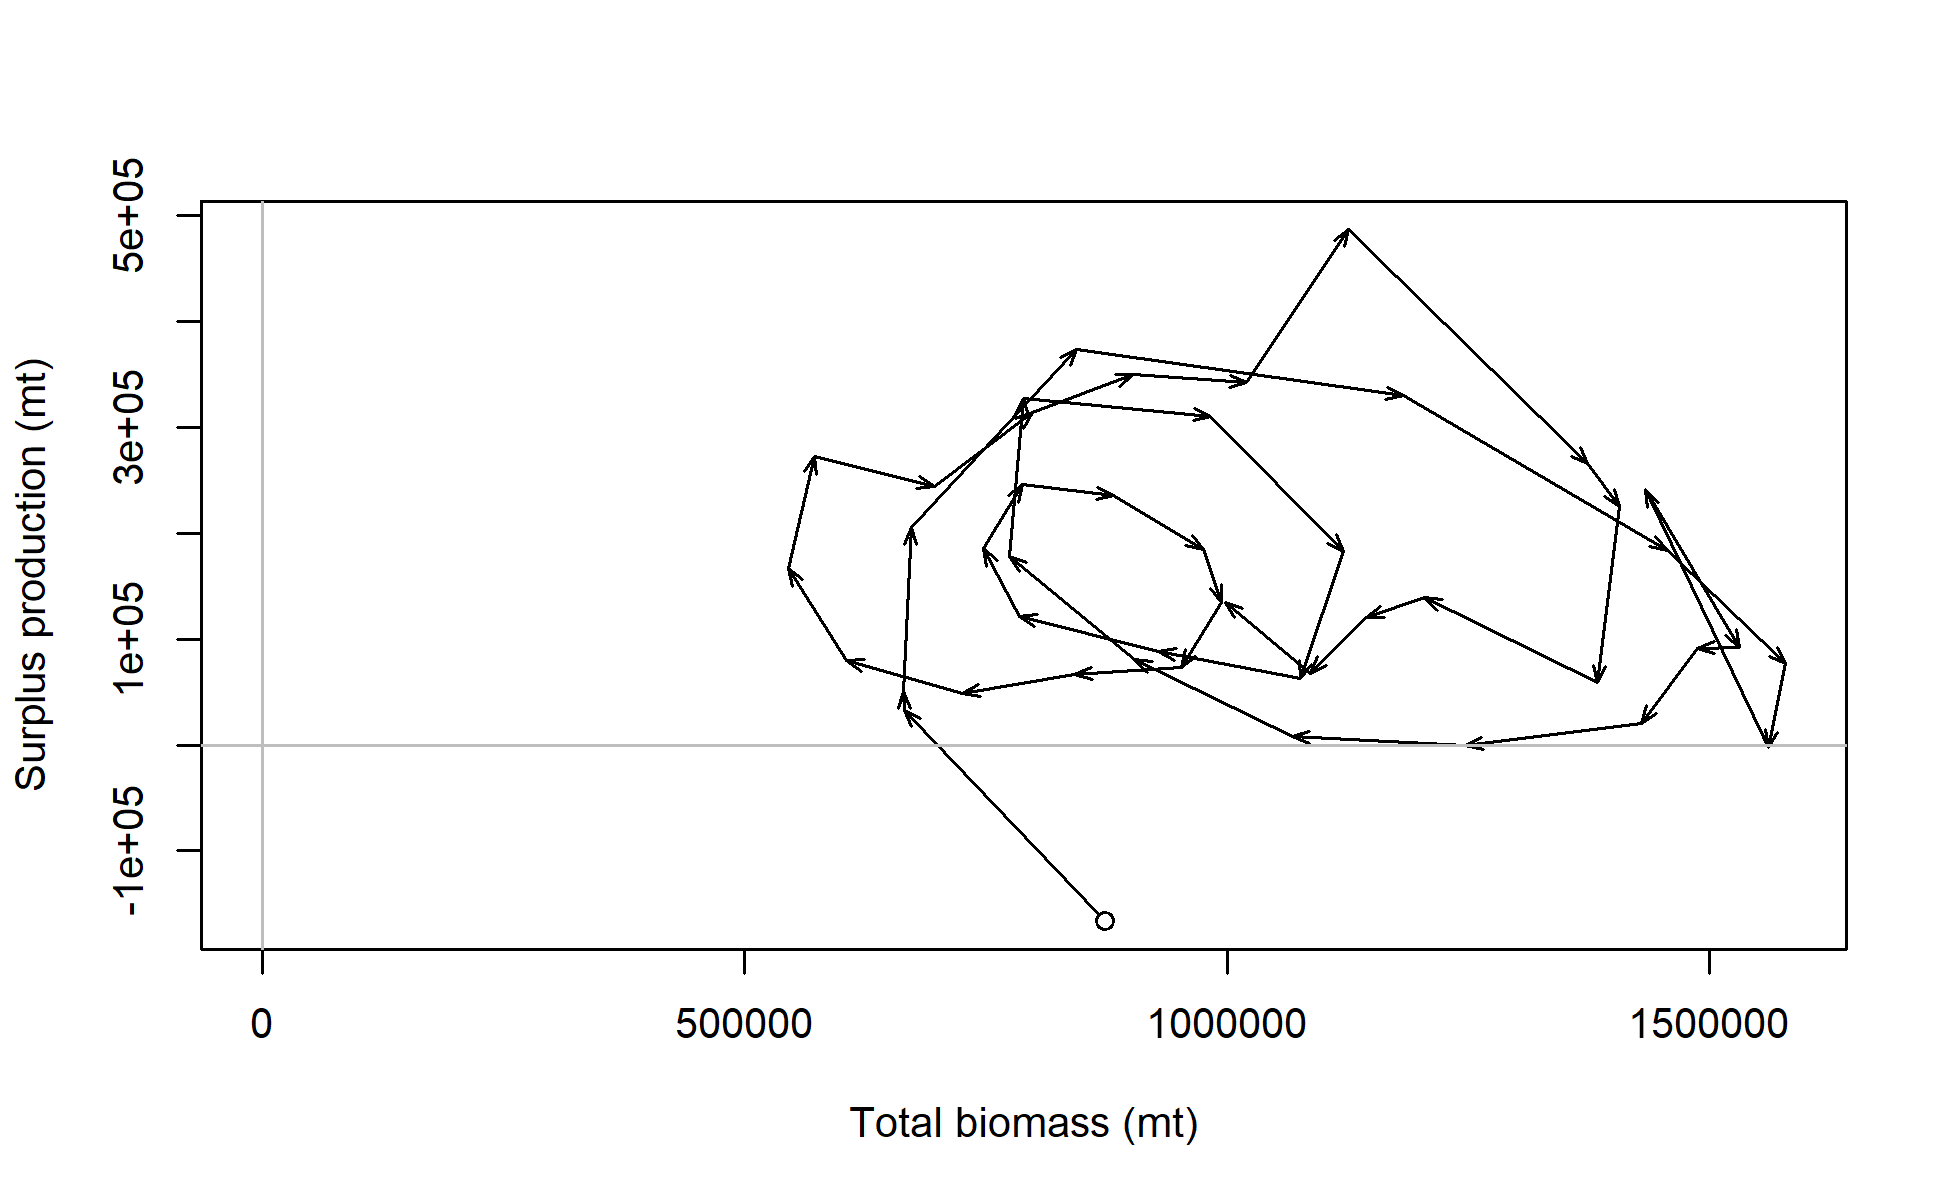 5e+05
3e+05
1e+05
-1e+05
Surplus production (mt)
0
500000
1000000
1500000
Total biomass (mt)